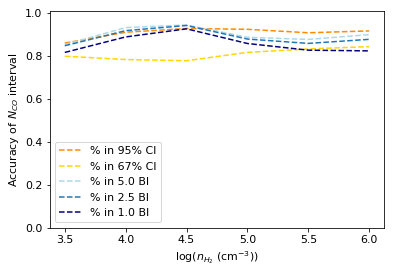 1.0
0.8
0.6
0.4
0.2
0.0
Accuracy of N_CO interval
% in 95% CI
% in 67% CI
% in 5.0 BI
% in 2.5 BI
% in 1.0 BI
3.5 4.0 4.5 5.0 5.5 6.0
log(n_H₂ (cm⁻³))